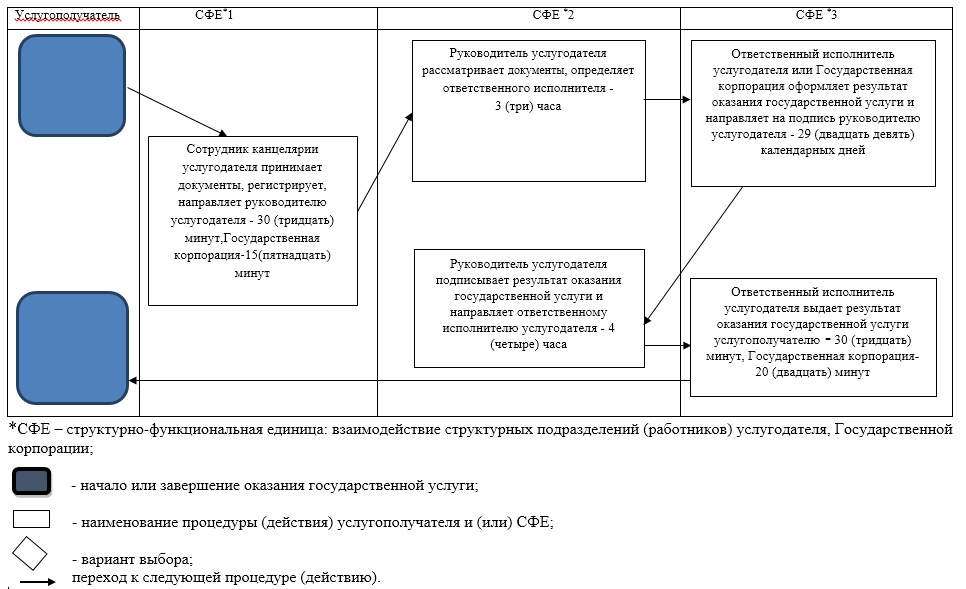 Услугополучатель
СФЕ*1
СФЕ *2
СФЕ *3
Сотрудник канцелярии
услугодателя принимает
документы, регистрирует,
направляет руководителю
услугодателя - 30 (тридцать)
минут,Государственная
корпорация-15(пятнадцать)
минут
Руководитель услугодателя
рассматривает документы, определяет
ответственного исполнителя -
3 (три) часа
Ответственный исполнитель
услугодателя или Государственная
корпорация оформляет результат
оказания государственной услуги и
направляет на подпись руководителю
услугодателя - 29 (двадцать девять)
календарных дней
Руководитель услугодателя
подписывает результат оказания
государственной услуги и
направляет ответственному
исполнителю услугодателя - 4
(четыре) часа
Ответственный исполнитель
услугодателя выдает результат
оказания государственной услуги
услугополучателю - 30 (тридцать)
минут, Государственная корпорация-
20 (двадцать) минут
*СФЕ – структурно-функциональная единица: взаимодействие структурных подразделений (работников) услугодателя, Государственной
корпорации;
- начало или завершение оказания государственной услуги;
- наименование процедуры (действия) услугополучателя и (или) СФЕ;
- вариант выбора;
переход к следующей процедуре (действию).